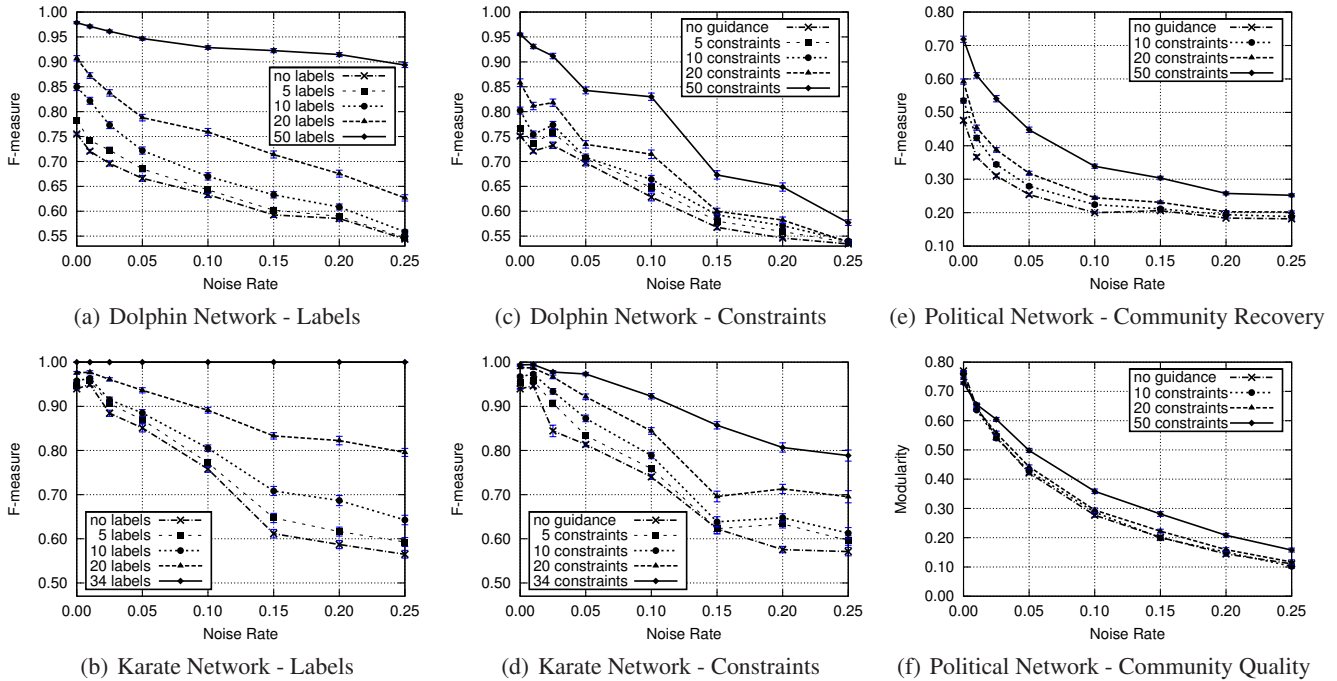 1.00
0.95
0.90
0.85
0.80
0.75
0.70
0.65
0.60
0.55
F-measure
no labels
5 labels
10 labels
20 labels
50 labels
0.00 0.05 0.10 0.15 0.20 0.25
Noise Rate
(a) Dolphin Network - Labels
1.00
0.95
0.90
0.85
0.80
0.75
0.70
0.65
0.60
0.55
F-measure
no guidance
5 constraints
10 constraints
20 constraints
50 constraints
0.00 0.05 0.10 0.15 0.20 0.25
Noise Rate
(c) Dolphin Network - Constraints
0.80
0.70
0.60
0.50
0.40
0.30
0.20
0.10
F-measure
no guidance
10 constraints
20 constraints
50 constraints
0.00 0.05 0.10 0.15 0.20 0.25
Noise Rate
(e) Political Network - Community Recovery
1.00
0.90
0.80
0.70
0.60
0.50
F-measure
no labels
5 labels
10 labels
20 labels
34 labels
0.00 0.05 0.10 0.15 0.20 0.25
Noise Rate
(b) Karate Network - Labels
1.00
0.90
0.80
0.70
0.60
0.50
F-measure
no guidance
5 constraints
10 constraints
20 constraints
34 constraints
0.00 0.05 0.10 0.15 0.20 0.25
Noise Rate
(d) Karate Network - Constraints
0.80
0.70
0.60
0.50
0.40
0.30
0.20
0.10
0.00
Modularity
no guidance
10 constraints
20 constraints
50 constraints
0.00 0.05 0.10 0.15 0.20 0.25
Noise Rate
(f) Political Network - Community Quality